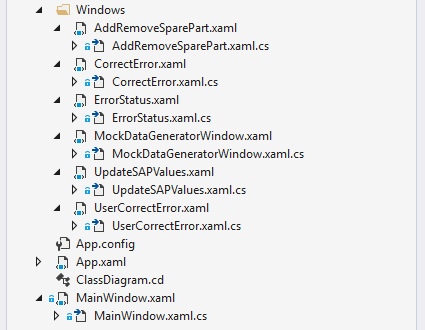 Windows
AddRemoveSparePart.xaml
AddRemoveSparePart.xaml.cs
CorrectError.xaml
CorrectError.xaml.cs
ErrorStatus.xaml
ErrorStatus.xaml.cs
MockDataGeneratorWindow.xaml
MockDataGeneratorWindow.xaml.cs
UpdateSAPValues.xaml
UpdateSAPValues.xaml.cs
UserCorrectError.xaml
UserCorrectError.xaml.cs
App.config
App.xaml
ClassDiagram.cd
MainWindow.xaml
MainWindow.xaml.cs